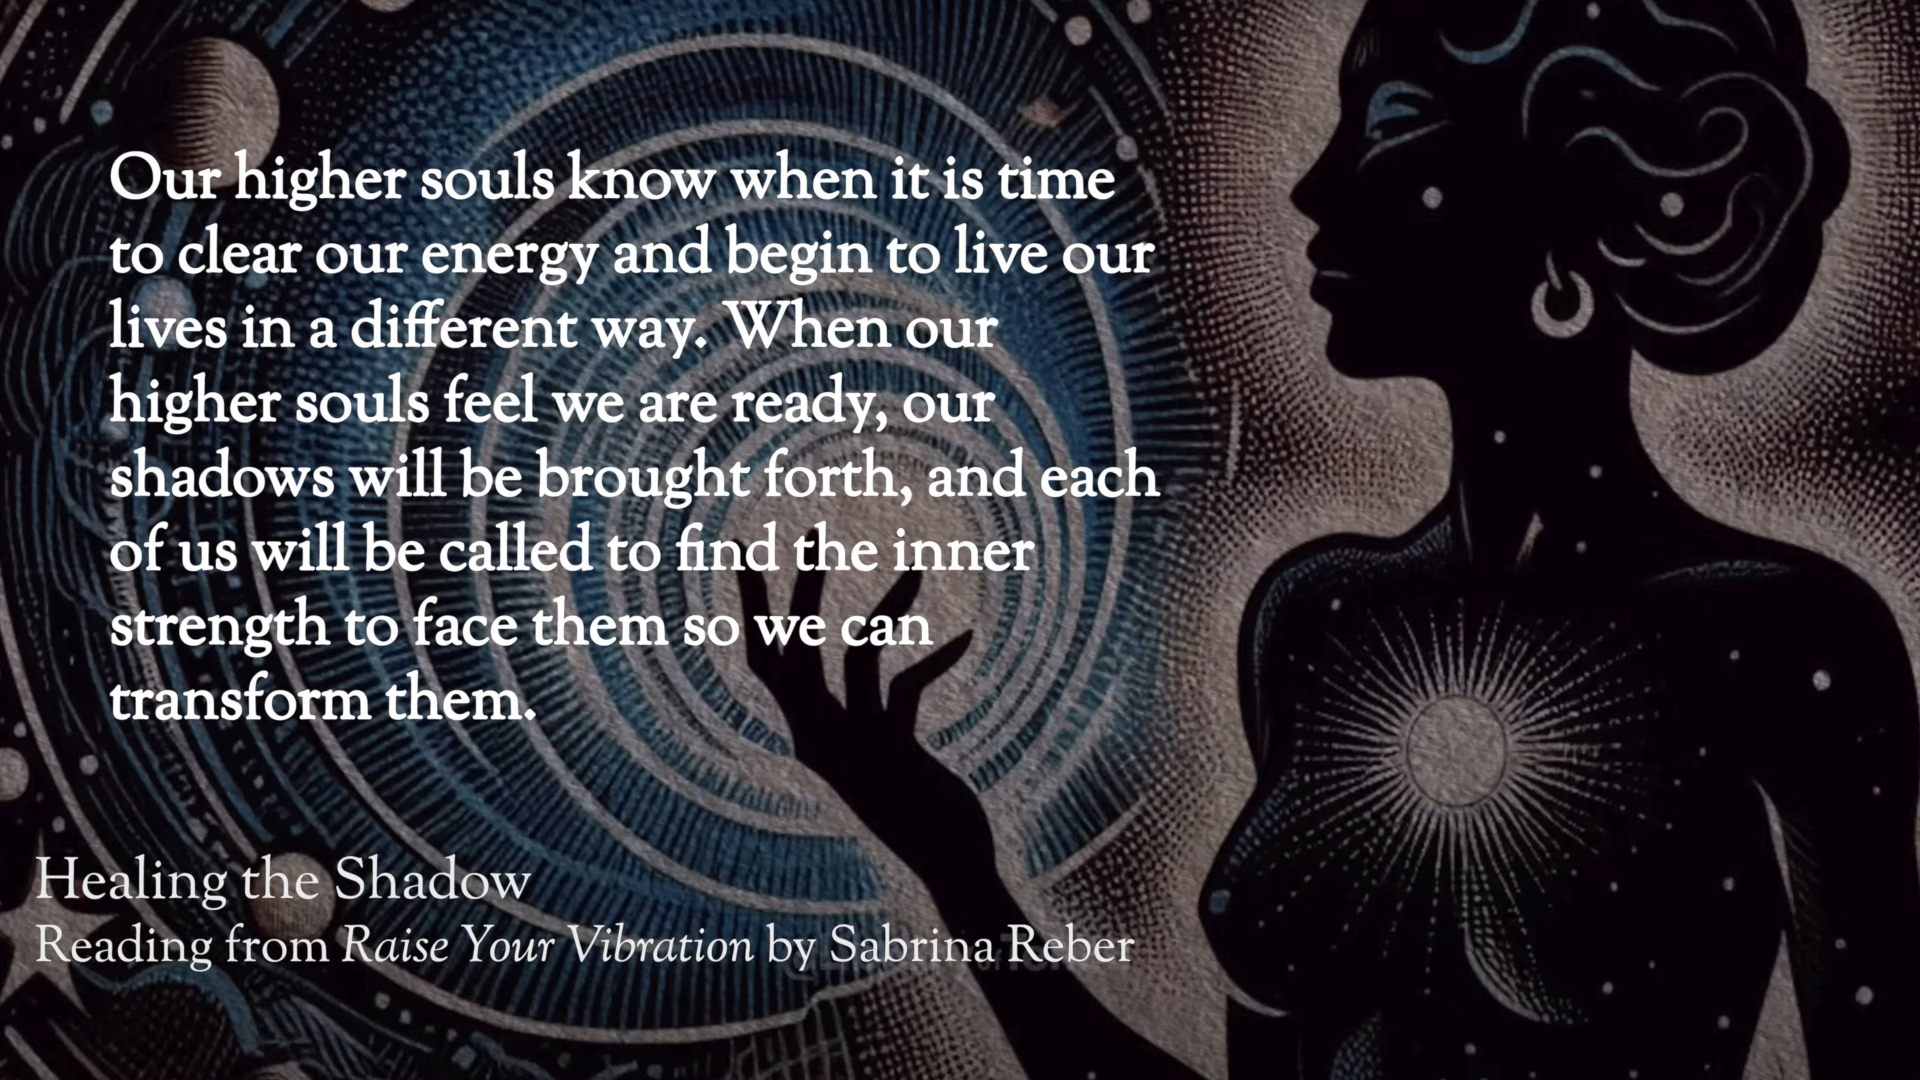 Our higher souls know when it is time
to clear our energy and begin to live our
lives in a different way. When our
higher souls feel we are ready, our
shadows will be brought forth, and each
of us will be called to find the inner
strength to face them so we can
transform them.
Healing the Shadow
Reading from Raise Your Vibration by Sabrina Reber